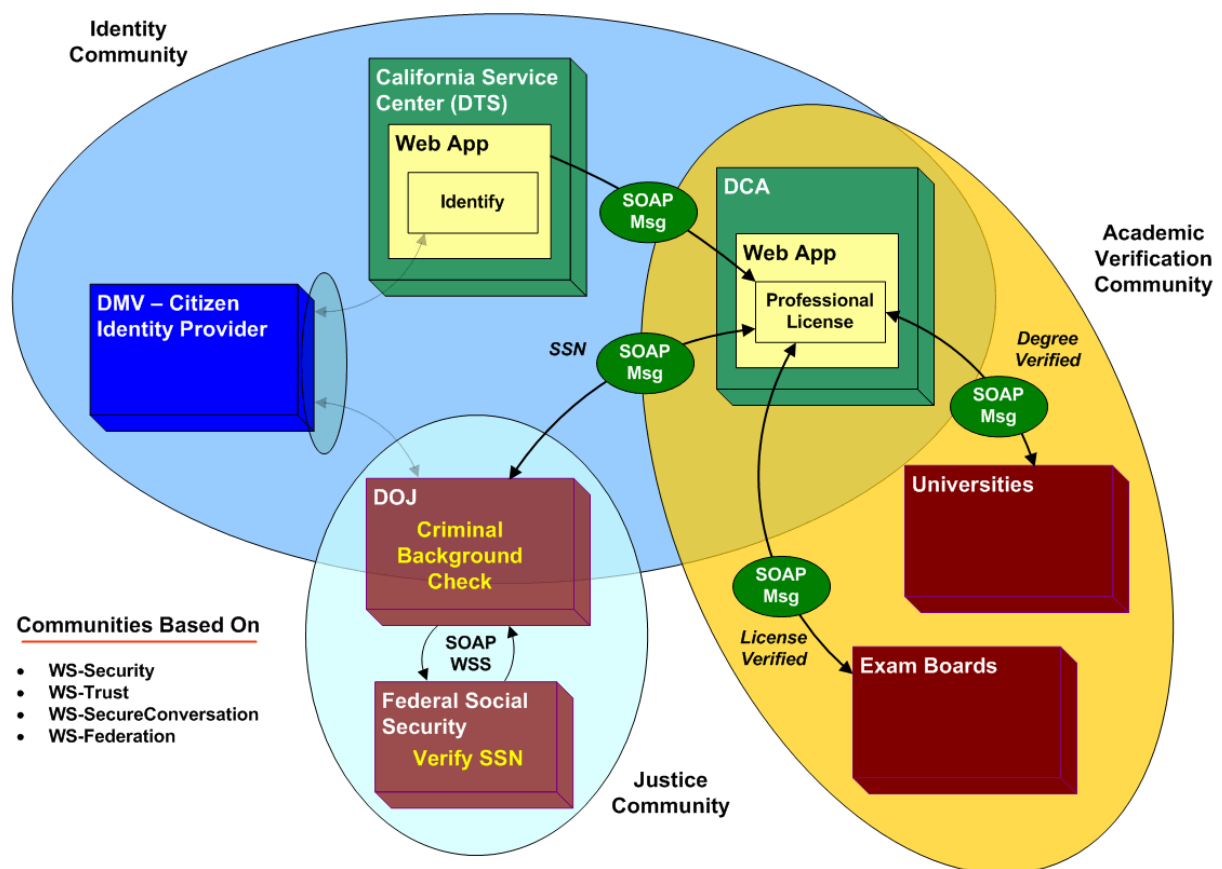 Identity
Community
California Service
Center (DTS)
Web App
Identify
SOAP
Msg
DCA
Web App
Professional
License
Academic
Verification
Community
DMV – Citizen
Identity Provider
SSN
SOAP
Msg
Degree
Verified
SOAP
Msg
Universities
DOJ
Criminal
Background
Check
SOAP
Msg
License
Verified
Exam Boards
SOAP
WSS
Federal Social
Security
Verify SSN
Justice
Community
Communities Based On
• WS-Security
• WS-Trust
• WS-SecureConversation
• WS-Federation